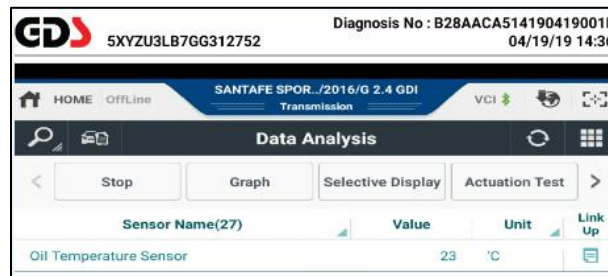 GDS 5XYZU3LB7GG312752 Diagnosis No : B28AACA514190419001
04/19/19 14:3
HOME OffLine SANTAFE SPOR../2016/G 2.4 GDI VCI
Transmission
Data Analysis
< Stop Graph Selective Display Actuation Test >
Sensor Name(27) Value Unit Link Up
Oil Temperature Sensor 23 ℃